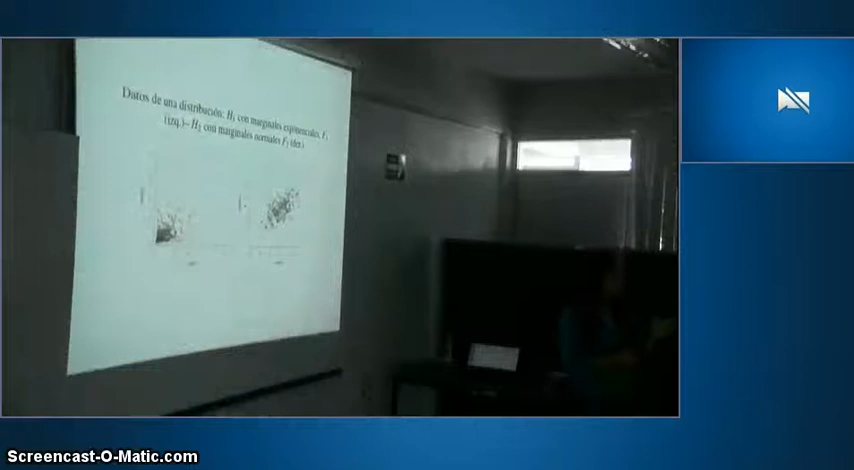 Datos de una distribución: H₁ con marginales exponenciales, F₁
(izq.)– H₂ con marginales normales F₂ (der.)
Screencast-O-Matic.com